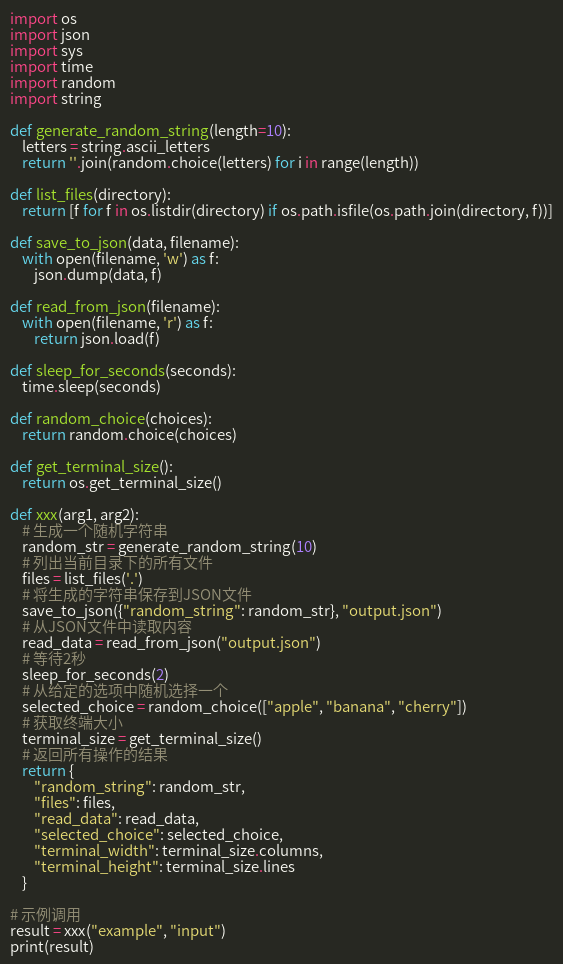 import os
import json
import sys
import time
import random
import string

def generate_random_string(length=10):
    letters = string.ascii_letters
    return ''.join(random.choice(letters) for i in range(length))

def list_files(directory):
    return [f for f in os.listdir(directory) if os.path.isfile(os.path.join(directory, f))]

def save_to_json(data, filename):
    with open(filename, 'w') as f:
        json.dump(data, f)

def read_from_json(filename):
    with open(filename, 'r') as f:
        return json.load(f)

def sleep_for_seconds(seconds):
    time.sleep(seconds)

def random_choice(choices):
    return random.choice(choices)

def get_terminal_size():
    return os.get_terminal_size()

def xxx(arg1, arg2):
    # 生成一个随机字符串
    random_str = generate_random_string(10)
    # 列出当前目录下的所有文件
    files = list_files('.')
    # 将生成的字符串保存到JSON文件
    save_to_json({"random_string": random_str}, "output.json")
    # 从JSON文件中读取内容
    read_data = read_from_json("output.json")
    # 等待2秒
    sleep_for_seconds(2)
    # 从给定的选项中随机选择一个
    selected_choice = random_choice(["apple", "banana", "cherry"])
    # 获取终端大小
    terminal_size = get_terminal_size()
    # 返回所有操作的结果
    return {
        "random_string": random_str,
        "files": files,
        "read_data": read_data,
        "selected_choice": selected_choice,
        "terminal_width": terminal_size.columns,
        "terminal_height": terminal_size.lines
    }

# 示例调用
result = xxx("example", "input")
print(result)